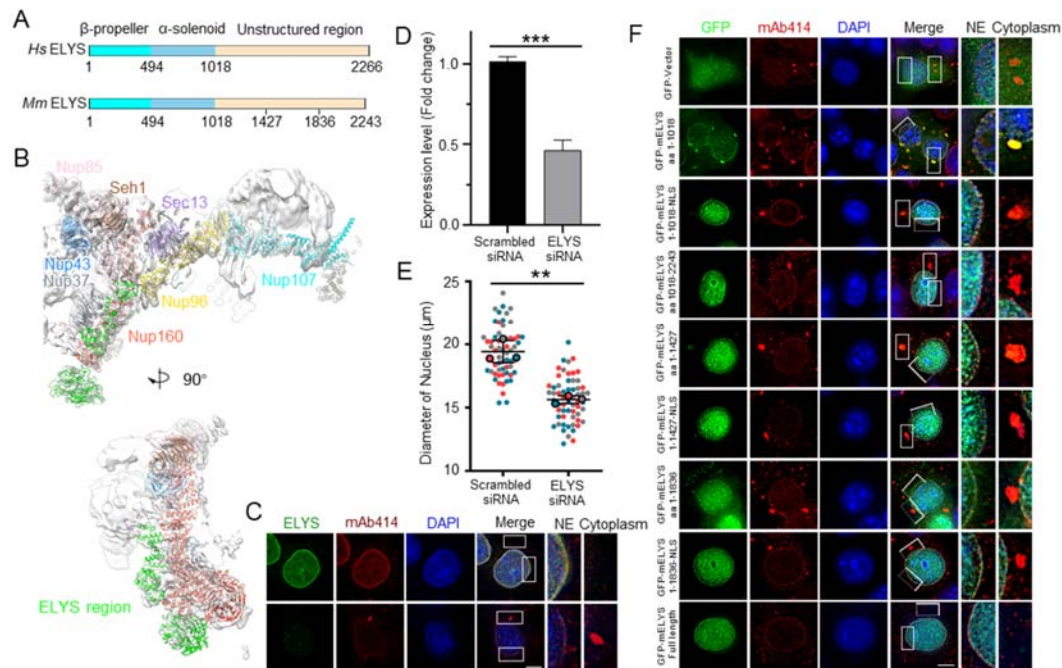 A
β-propeller α-solenoid Unstructured region
Hs ELYS
1 494 1018 2266
Mm ELYS
1 494 1018 1427 1836 2243
B
Nup85
Seh1
Sec13
Nup43
Nup37
Nup96
Nup107
Nup160
90°
ELYS region
C
ELYS mAb414 DAPI Merge NE Cytoplasm
D
***
Expression level (Fold change)
1.0
0.5
0.0
Scrambled siRNA
ELYS siRNA
E
**
Diameter of Nucleus (μm)
25
20
15
10
Scrambled siRNA
ELYS siRNA
F
GFP mAb414 DAPI Merge NE Cytoplasm
GFP-Vector
GFP-mELYS
aa 1-1018
GFP-mELYS
1-1018-NLS
GFP-mELYS
aa 1018-2243
GFP-mELYS
aa 1-1427
GFP-mELYS
1-1427-NLS
GFP-mELYS
aa 1-1836
GFP-mELYS
1-1836-NLS
GFP-mELYS
Full length